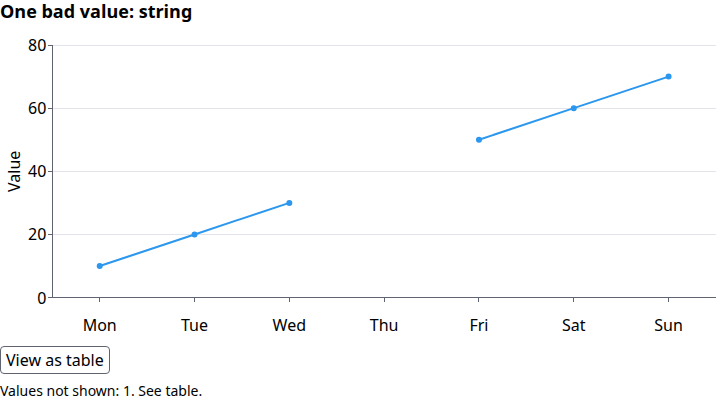 One bad value: string
80
60
40
20
0
Value
Mon Tue Wed Thu Fri Sat Sun
View as table
Values not shown: 1. See table.